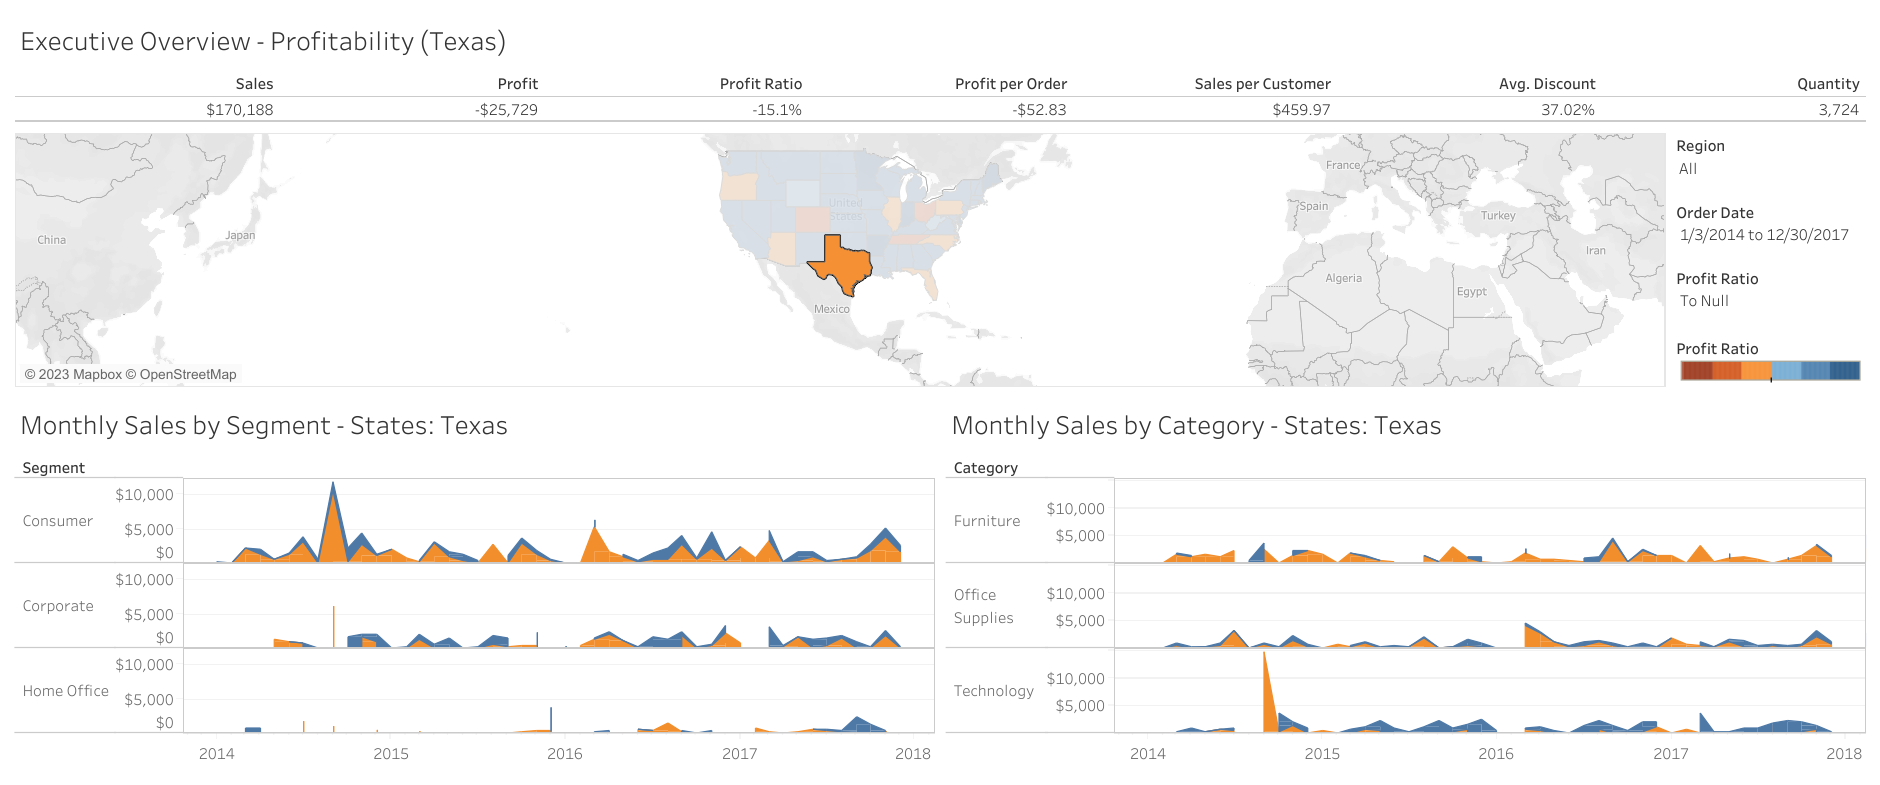 Executive Overview - Profitability (Texas)
Sales Profit Profit Ratio Profit per Order Sales per Customer Avg. Discount Quantity
$170,188 -$25,729 -15.1% -$52.83 $459.97 37.02% 3,724
China
Japan
United
States
Mexico
France
Spain
Turkey
Iran
Algeria
Egypt
© 2023 Mapbox © OpenStreetMap
Region
All
Order Date
1/3/2014 to 12/30/2017
Profit Ratio
To Null
Profit Ratio
Monthly Sales by Segment - States: Texas
Segment
Consumer
$10,000
$5,000
$0
Corporate
$10,000
$5,000
$0
Home Office
$10,000
$5,000
$0
2014 2015 2016 2017 2018
Monthly Sales by Category - States: Texas
Category
Furniture
$10,000
$5,000
Office
Supplies
$10,000
$5,000
Technology
$10,000
$5,000
2014 2015 2016 2017 2018